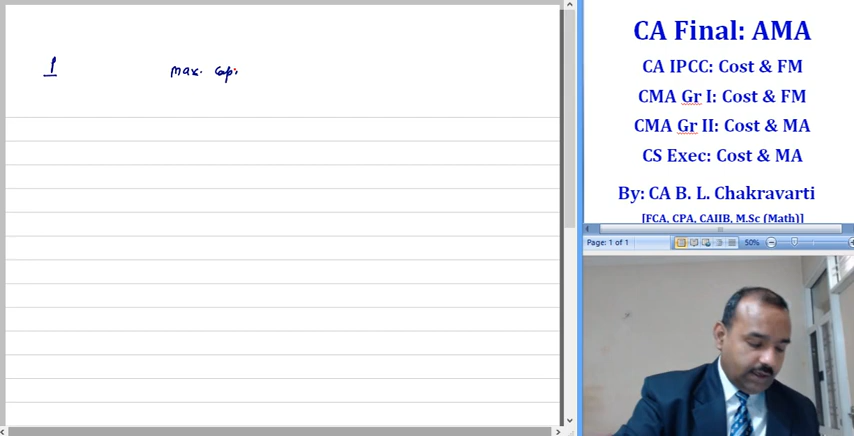 1
max. cap:
CA Final: AMA
CA IPCC: Cost & FM
CMA Gr I: Cost & FM
CMA Gr II: Cost & MA
CS Exec: Cost & MA
By: CA B. L. Chakravarti
[FCA, CPA, CAIIB, M.Sc (Math)]
Page: 1 of 1
50%